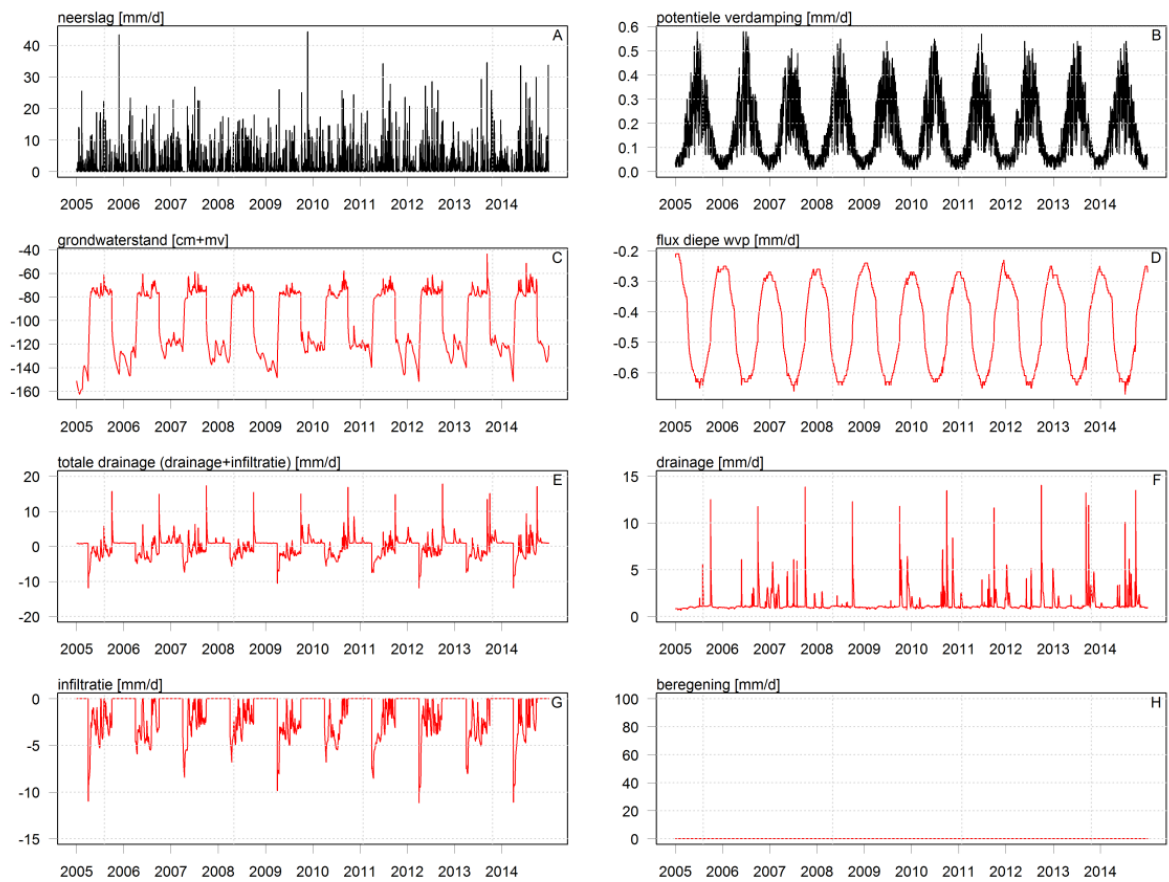 neerslag [mm/d]
A
40
30
20
10
0
2005 2006 2007 2008 2009 2010 2011 2012 2013 2014
potentiele verdamping [mm/d]
B
0.6
0.5
0.4
0.3
0.2
0.1
0.0
2005 2006 2007 2008 2009 2010 2011 2012 2013 2014
grondwaterstand [cm+mv]
C
-40
-60
-80
-100
-120
-140
-160
2005 2006 2007 2008 2009 2010 2011 2012 2013 2014
flux diepe wvp [mm/d]
D
-0.2
-0.3
-0.4
-0.5
-0.6
2005 2006 2007 2008 2009 2010 2011 2012 2013 2014
totale drainage (drainage+infiltratie) [mm/d]
E
20
10
0
-10
-20
2005 2006 2007 2008 2009 2010 2011 2012 2013 2014
drainage [mm/d]
F
15
10
5
0
2005 2006 2007 2008 2009 2010 2011 2012 2013 2014
infiltratie [mm/d]
G
0
-5
-10
-15
2005 2006 2007 2008 2009 2010 2011 2012 2013 2014
beregening [mm/d]
H
100
80
60
40
20
0
2005 2006 2007 2008 2009 2010 2011 2012 2013 2014